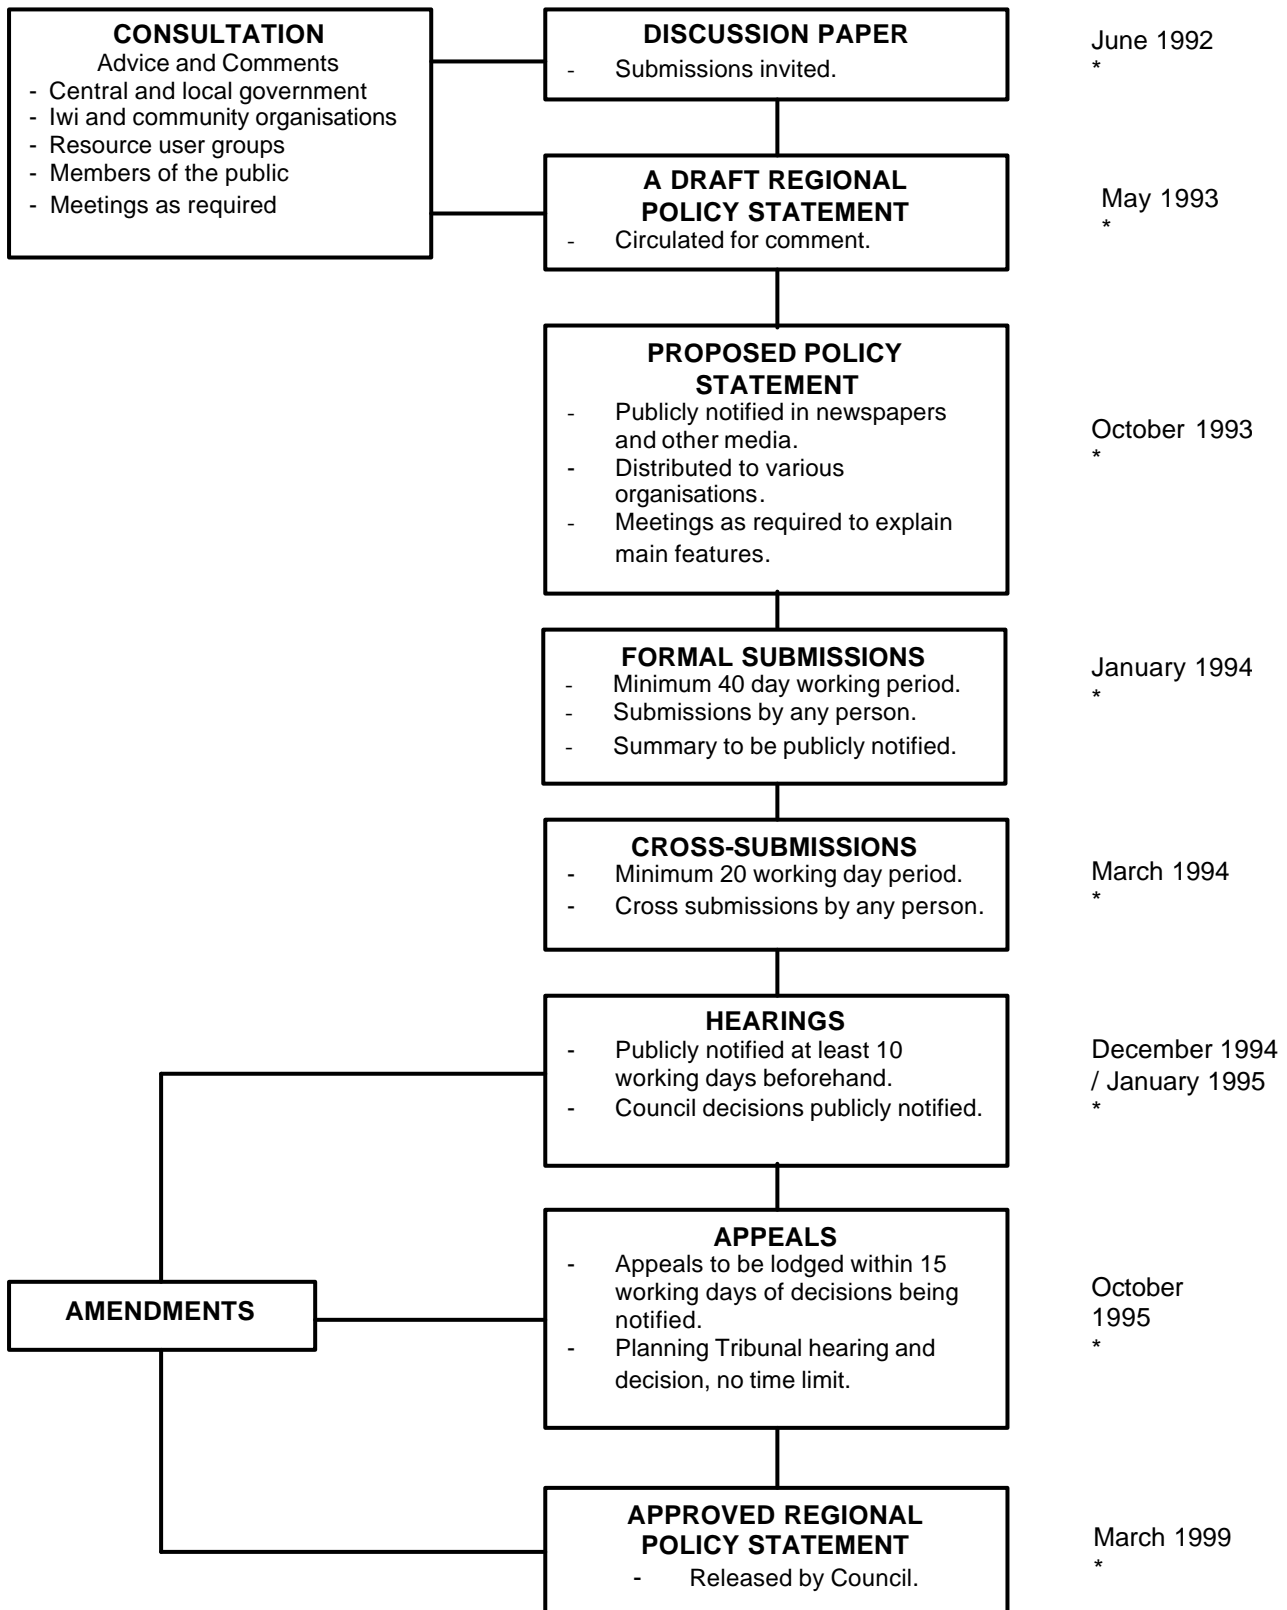 CONSULTATION
Advice and Comments
- Central and local government
- Iwi and community organisations
- Resource user groups
- Members of the public
- Meetings as required
DISCUSSION PAPER
- Submissions invited.
June 1992
*
A DRAFT REGIONAL
POLICY STATEMENT
- Circulated for comment.
May 1993
*
PROPOSED POLICY
STATEMENT
- Publicly notified in newspapers
and other media.
- Distributed to various
organisations.
- Meetings as required to explain
main features.
October 1993
*
FORMAL SUBMISSIONS
- Minimum 40 day working period.
- Submissions by any person.
- Summary to be publicly notified.
January 1994
*
CROSS-SUBMISSIONS
- Minimum 20 working day period.
- Cross submissions by any person.
March 1994
*
HEARINGS
- Publicly notified at least 10
working days beforehand.
- Council decisions publicly notified.
December 1994
/ January 1995
*
AMENDMENTS
APPEALS
- Appeals to be lodged within 15
working days of decisions being
notified.
- Planning Tribunal hearing and
decision, no time limit.
October
1995
*
APPROVED REGIONAL
POLICY STATEMENT
- Released by Council.
March 1999
*